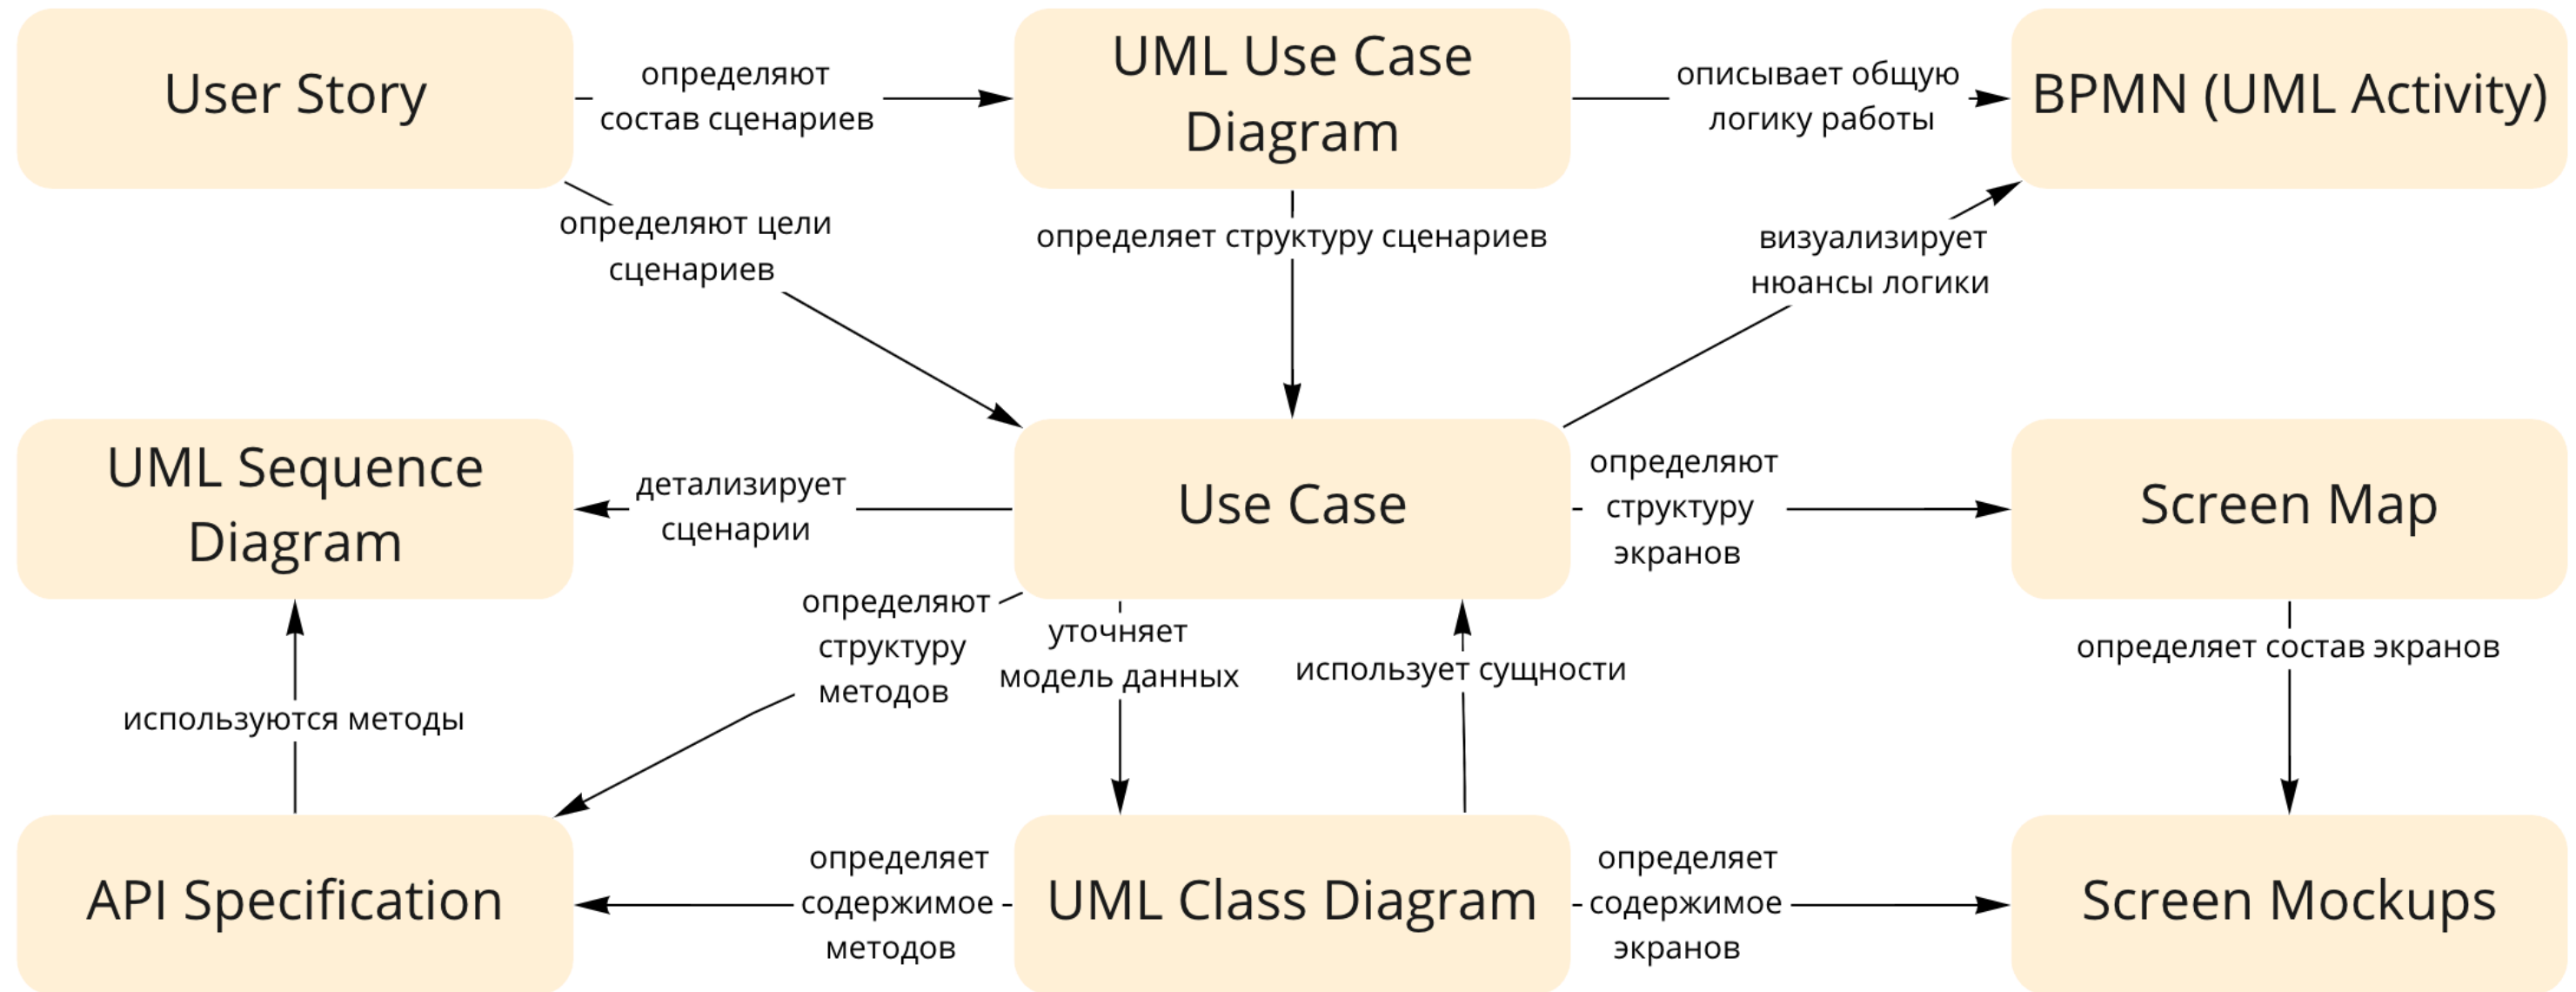 User Story
определяют
состав сценариев
UML Use Case
Diagram
описывает общую
логику работы
BPMN (UML Activity)
определяют цели
сценариев
определяет структуру сценариев
визуализирует
нюансы логики
UML Sequence
Diagram
детализирует
сценарии
Use Case
определяют
структуру
экранов
Screen Map
определяют
структуру
методов
уточняет
модель данных
использует сущности
определяет состав экранов
используются методы
API Specification
определяет
содержимое
методов
UML Class Diagram
определяет
содержимое
экранов
Screen Mockups